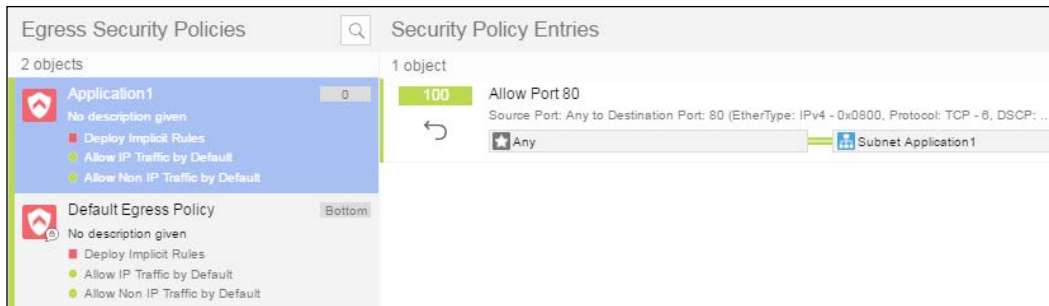 Egress Security Policies
2 objects
Application1
0
No description given
Deploy Implicit Rules
Allow IP Traffic by Default
Allow Non IP Traffic by Default
Default Egress Policy
Bottom
No description given
Deploy Implicit Rules
Allow IP Traffic by Default
Allow Non IP Traffic by Default
Security Policy Entries
1 object
100
Allow Port 80
Source Port: Any to Destination Port: 80 (EtherType: IPv4 - 0x0800, Protocol: TCP - 6, DSCP: ...
Any
Subnet Application1